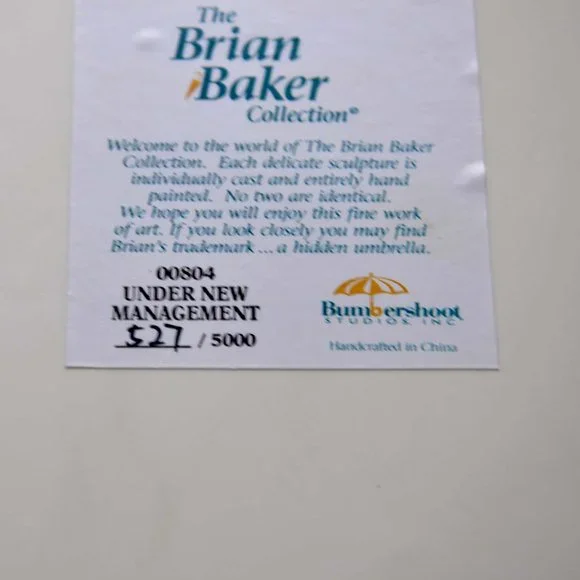 The
Brian
Baker
Collection©
Welcome to the world of The Brian Baker
Collection. Each delicate sculpture is
individually cast and entirely hand
painted. No two are identical.
We hope you will enjoy this fine work
of art. If you look closely you may find
Brian's trademark ... a hidden umbrella.
00804
UNDER NEW
MANAGEMENT
527 / 5000
Bumbershoot
STUDIOS, INC.
Handcrafted in China